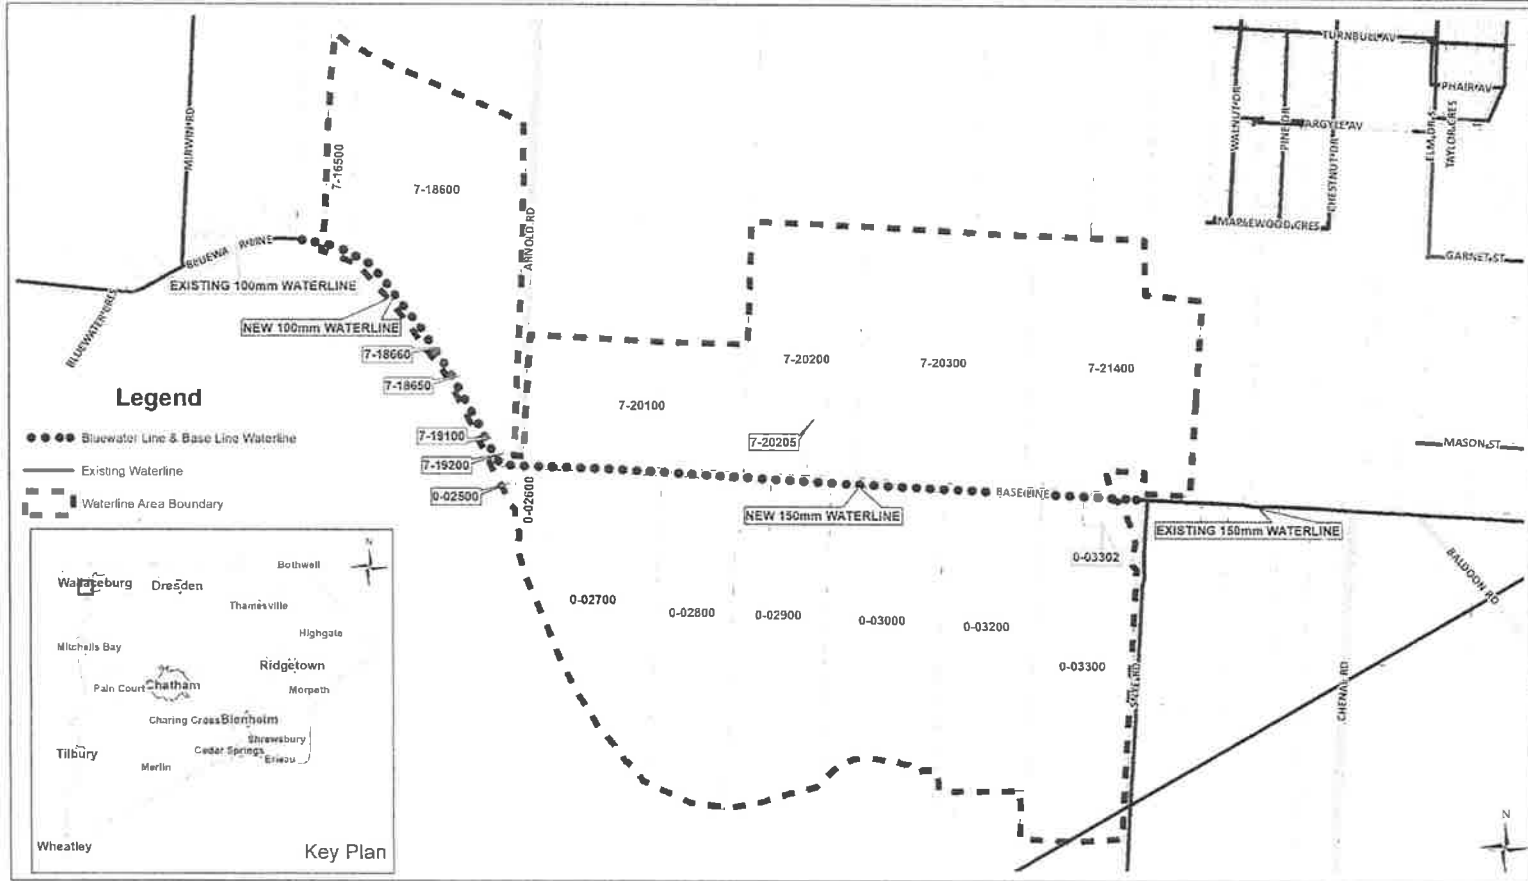 TURNBULL AV
PHAIR AV
WALNUT DR
PINE DR
ARGYLE AV
CHESTNUT DR
ELM DR S
TAYLOR CRES
MAPLEWOOD CRES
GARNET ST
MIRWIN RD
7-16500
7-18600
ARNOLD RD
EXISTING 100mm WATERLINE
BLUEWATER CRES
NEW 100mm WATERLINE
7-18660
7-18650
7-20200
7-20300
7-21400
7-20100
7-20205
7-19100
7-19200
0-02500
0-02600
MASON ST
BASE LINE
NEW 150mm WATERLINE
EXISTING 150mm WATERLINE
0-03302
BALDOON RD
0-02700
0-02800
0-02900
0-03000
0-03200
0-03300
CHENAL RD
Legend
Bluewater Line & Base Line Waterline
Existing Waterline
Waterline Area Boundary
N
Bothwell
Wallaceburg
Dresden
Thamesville
Highgate
Mitchells Bay
Ridgetown
Pain Court
Chatham
Morpeth
Charing Cross
Blenheim
Shrewsbury
Cedar Springs
Erieau
Tilbury
Merlin
Wheatley
Key Plan
N